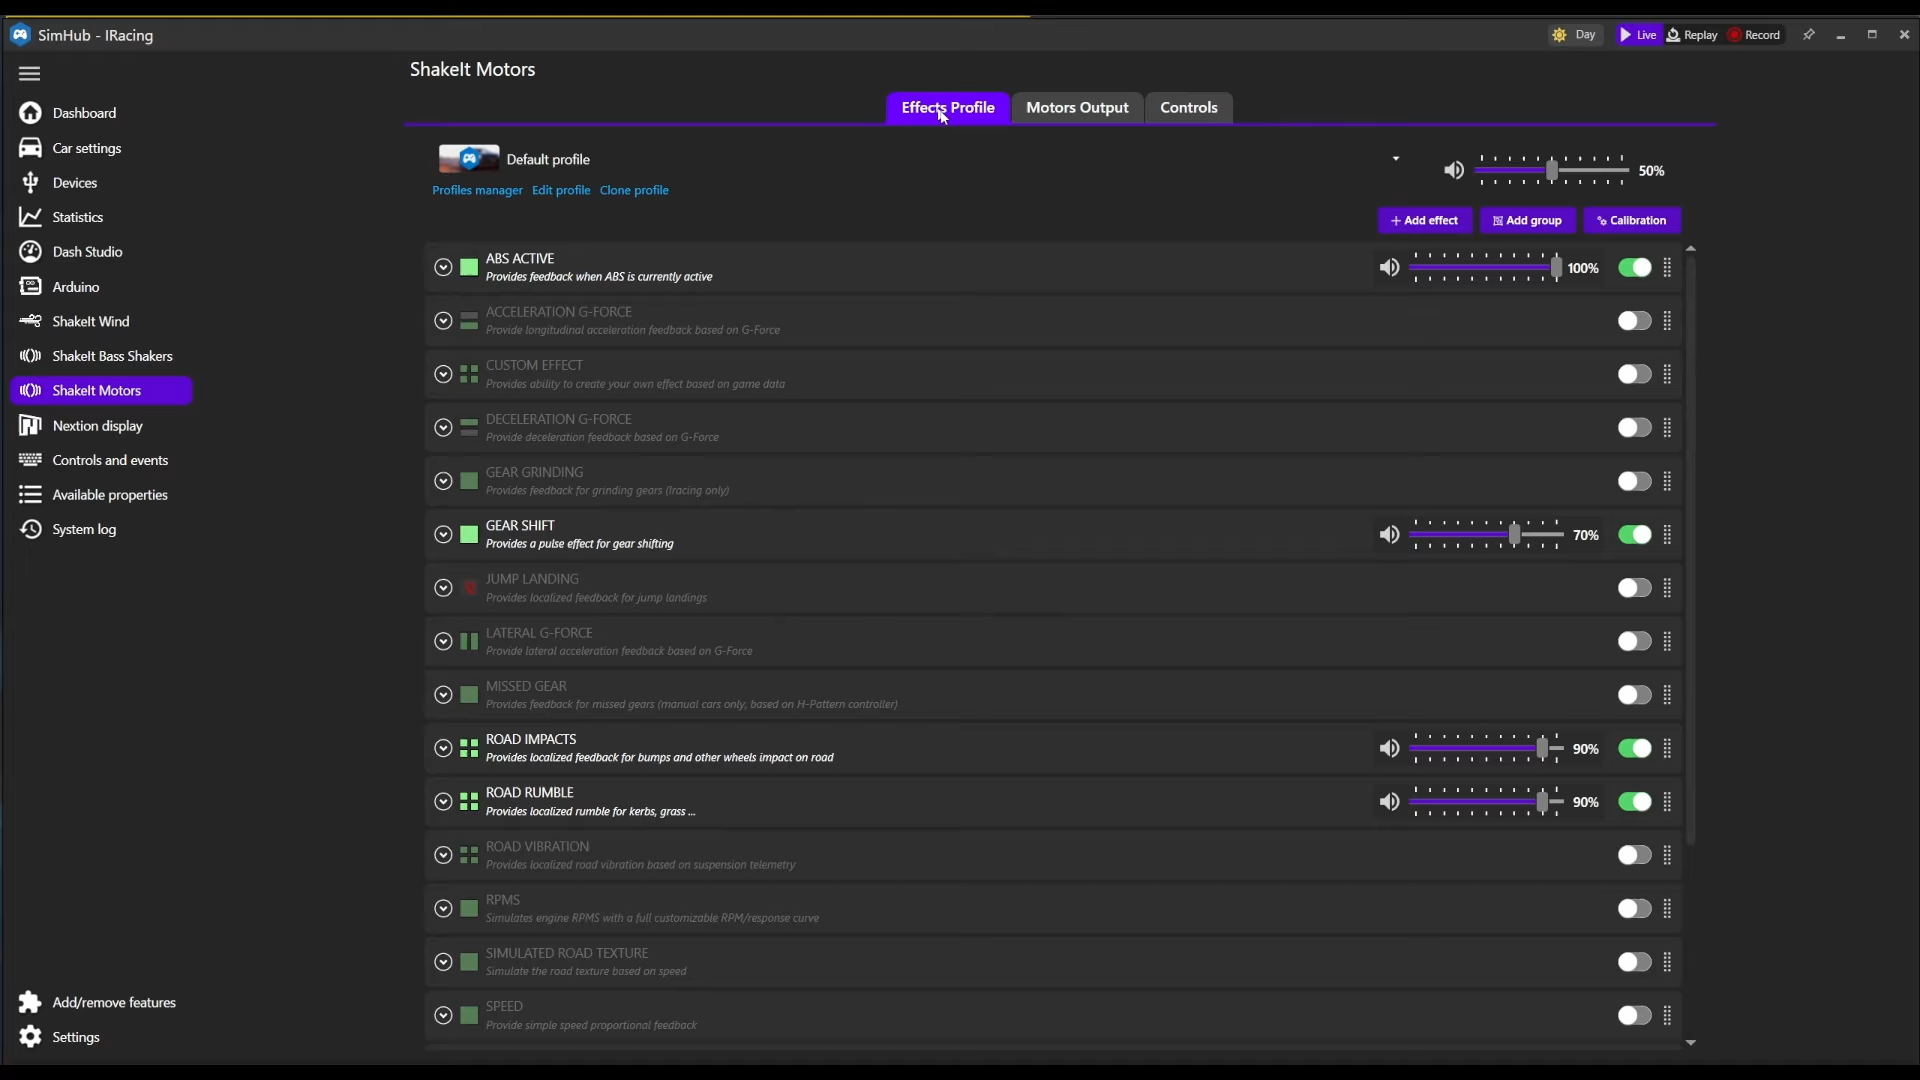 SimHub - IRacing
Day
Live
Replay
Record
ShakeIt Motors
Dashboard
Car settings
Devices
Statistics
Dash Studio
Arduino
ShakeIt Wind
ShakeIt Bass Shakers
ShakeIt Motors
Nextion display
Controls and events
Available properties
System log
Add/remove features
Settings
Effects Profile
Motors Output
Controls
Default profile
50%
Profiles manager Edit profile Clone profile
+ Add effect
Add group
Calibration
ABS ACTIVE
Provides feedback when ABS is currently active
100%
ACCELERATION G-FORCE
Provide longitudinal acceleration feedback based on G-Force
CUSTOM EFFECT
Provides ability to create your own effect based on game data
DECELERATION G-FORCE
Provide deceleration feedback based on G-Force
GEAR GRINDING
Provides feedback for grinding gears (Iracing only)
GEAR SHIFT
Provides a pulse effect for gear shifting
70%
JUMP LANDING
Provides localized feedback for jump landings
LATERAL G-FORCE
Provide lateral acceleration feedback based on G-Force
MISSED GEAR
Provides feedback for missed gears (manual cars only, based on H-Pattern controller)
ROAD IMPACTS
Provides localized feedback for bumps and other wheels impact on road
90%
ROAD RUMBLE
Provides localized rumble for kerbs, grass ...
90%
ROAD VIBRATION
Provides localized road vibration based on suspension telemetry
RPMS
Simulates engine RPMS with a full customizable RPM/response curve
SIMULATED ROAD TEXTURE
Simulate the road texture based on speed
SPEED
Provide simple speed proportional feedback